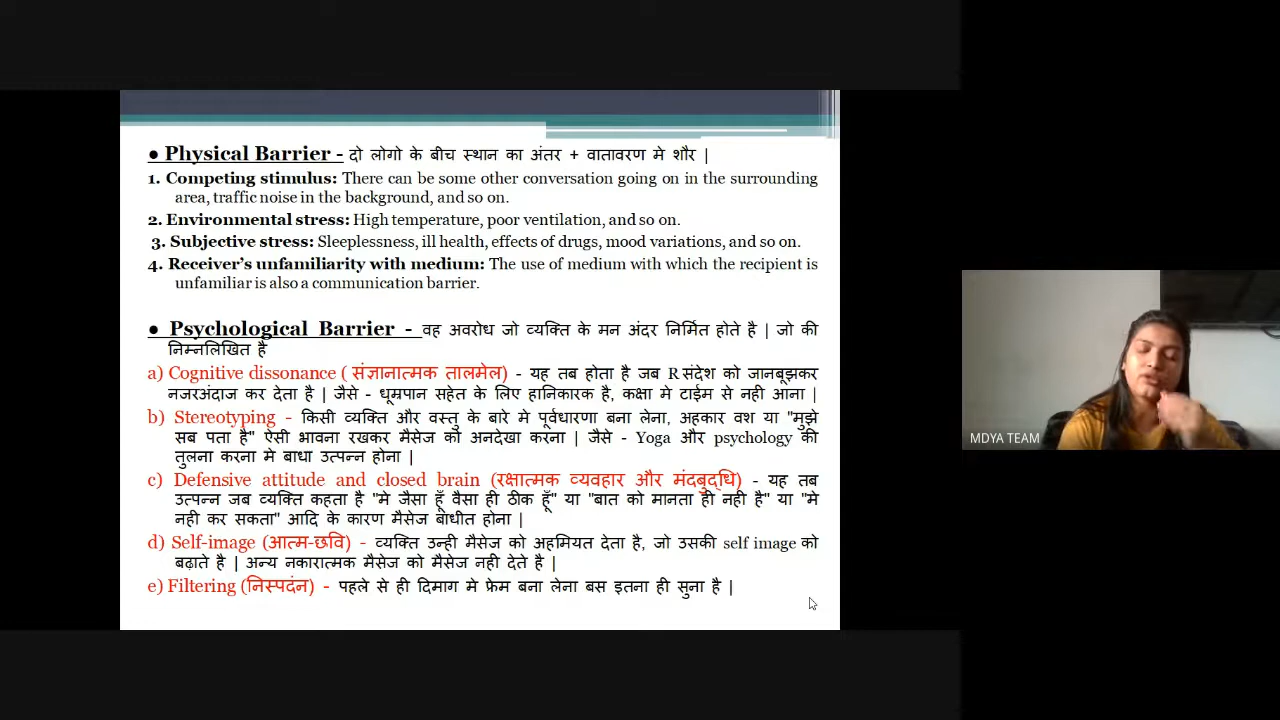 ● Physical Barrier - दो लोगो के बीच स्थान का अंतर + वातावरण मे शौर |
1. Competing stimulus: There can be some other conversation going on in the surrounding
area, traffic noise in the background, and so on.
2. Environmental stress: High temperature, poor ventilation, and so on.
3. Subjective stress: Sleeplessness, ill health, effects of drugs, mood variations, and so on.
4. Receiver's unfamiliarity with medium: The use of medium with which the recipient is
unfamiliar is also a communication barrier.
● Psychological Barrier - वह अवरोध जो व्यक्ति के मन अंदर निर्मित होते है | जो की
निम्नलिखित है
a) Cognitive dissonance ( संज्ञानात्मक तालमेल) - यह तब होता है जब R संदेश को जानबूझकर
नजरअंदाज कर देता है | जैसे - धूम्रपान सहेत के लिए हानिकारक है, कक्षा मे टाईम से नही आना |
b) Stereotyping - किसी व्यक्ति और वस्तु के बारे मे पूर्वधारणा बना लेना, अहकार वश या "मुझे
सब पता है" ऐसी भावना रखकर मैसेज को अनदेखा करना | जैसे - Yoga और psychology की
तुलना करना मे बाधा उत्पन्न होना |
c) Defensive attitude and closed brain (रक्षात्मक व्यवहार और मंदबुद्धि) - यह तब
उत्पन्न जब व्यक्ति कहता है "मे जैसा हूँ वैसा ही ठीक हूँ" या "बात को मानता ही नही है" या "मे
नही कर सकता" आदि के कारण मैसेज बाधीत होना |
d) Self-image (आत्म-छवि) - व्यक्ति उन्ही मैसेज को अहमियत देता है, जो उसकी self image को
बढ़ाते है | अन्य नकारात्मक मैसेज को मैसेज नही देते है |
e) Filtering (निस्पदंन) - पहले से ही दिमाग मे फ्रेम बना लेना बस इतना ही सुना है |
MDYA TEAM